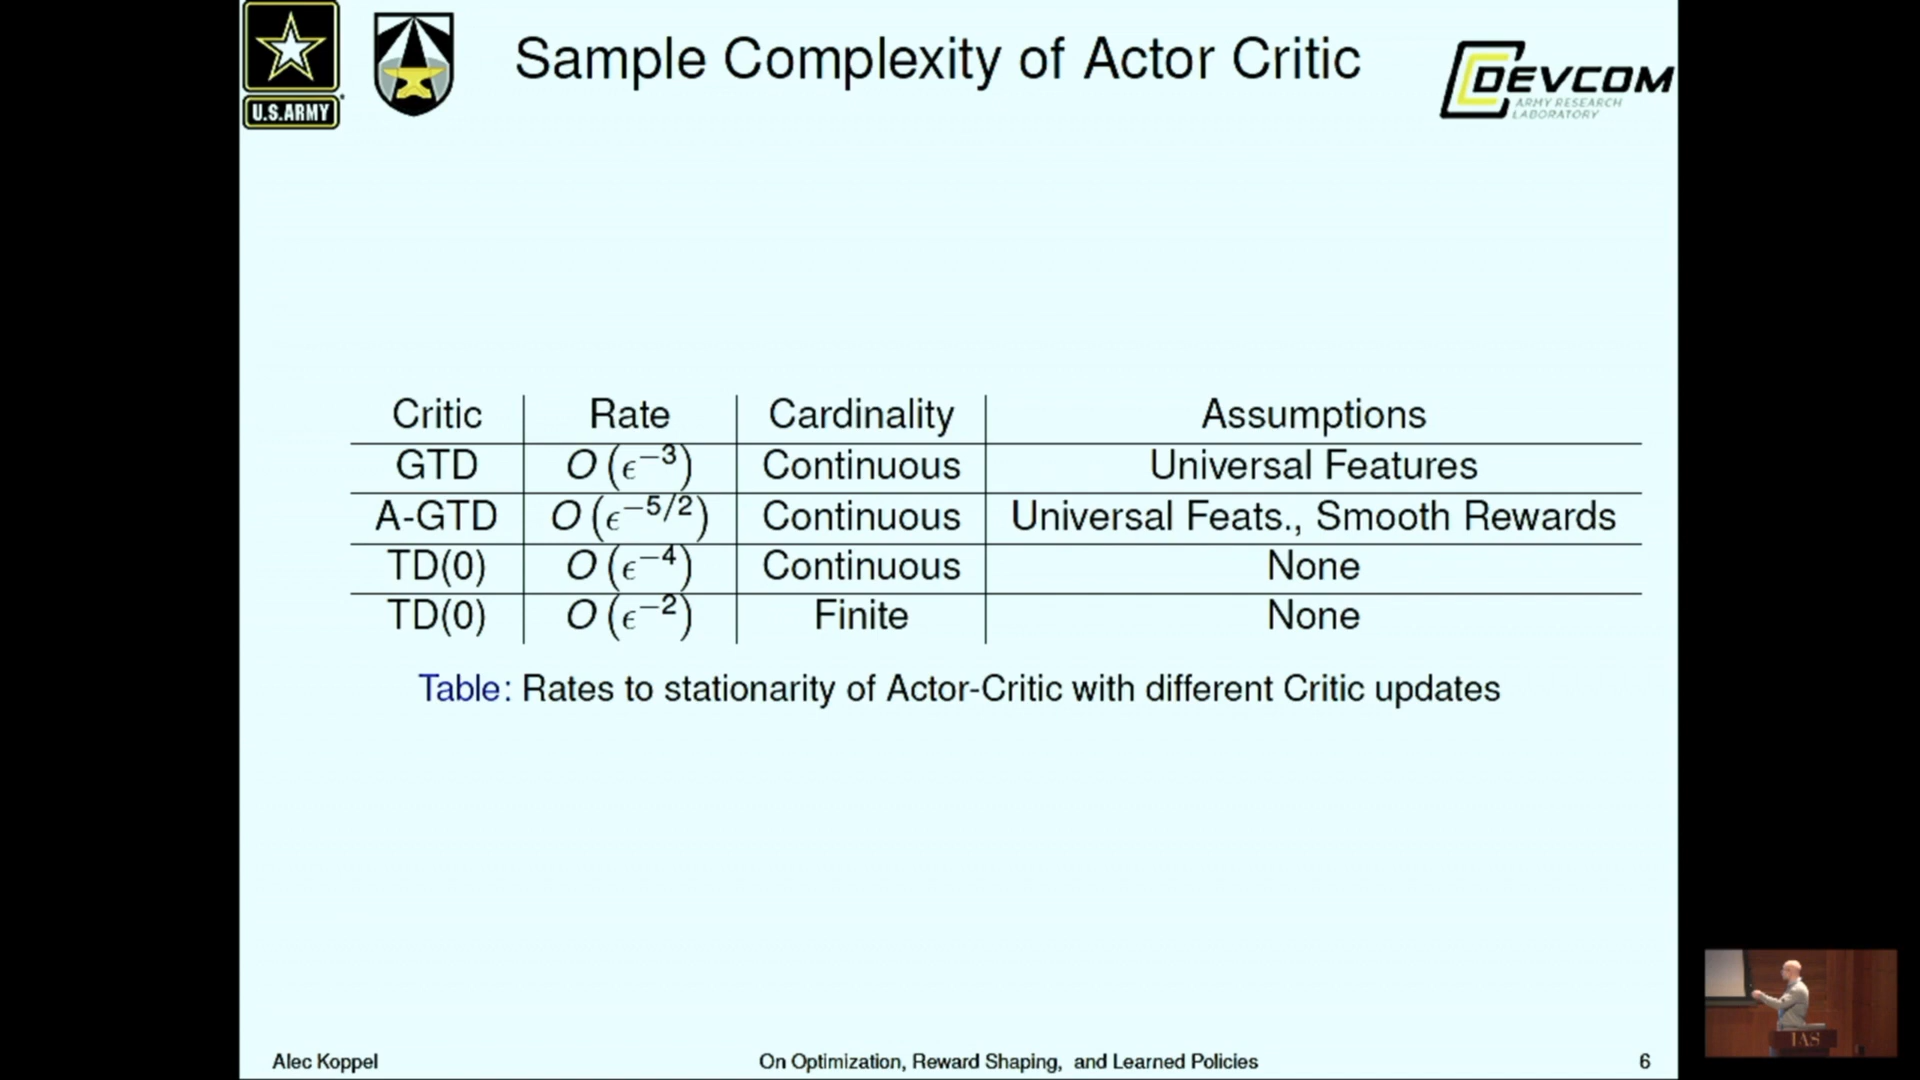 U.S.ARMY
Sample Complexity of Actor Critic
DEVCOM
ARMY RESEARCH
LABORATORY
Critic Rate Cardinality Assumptions
GTD O(ϵ⁻³) Continuous Universal Features
A-GTD O(ϵ⁻⁵/²) Continuous Universal Feats., Smooth Rewards
TD(0) O(ϵ⁻⁴) Continuous None
TD(0) O(ϵ⁻²) Finite None
Table: Rates to stationarity of Actor-Critic with different Critic updates
IAS
Alec Koppel On Optimization, Reward Shaping, and Learned Policies 6